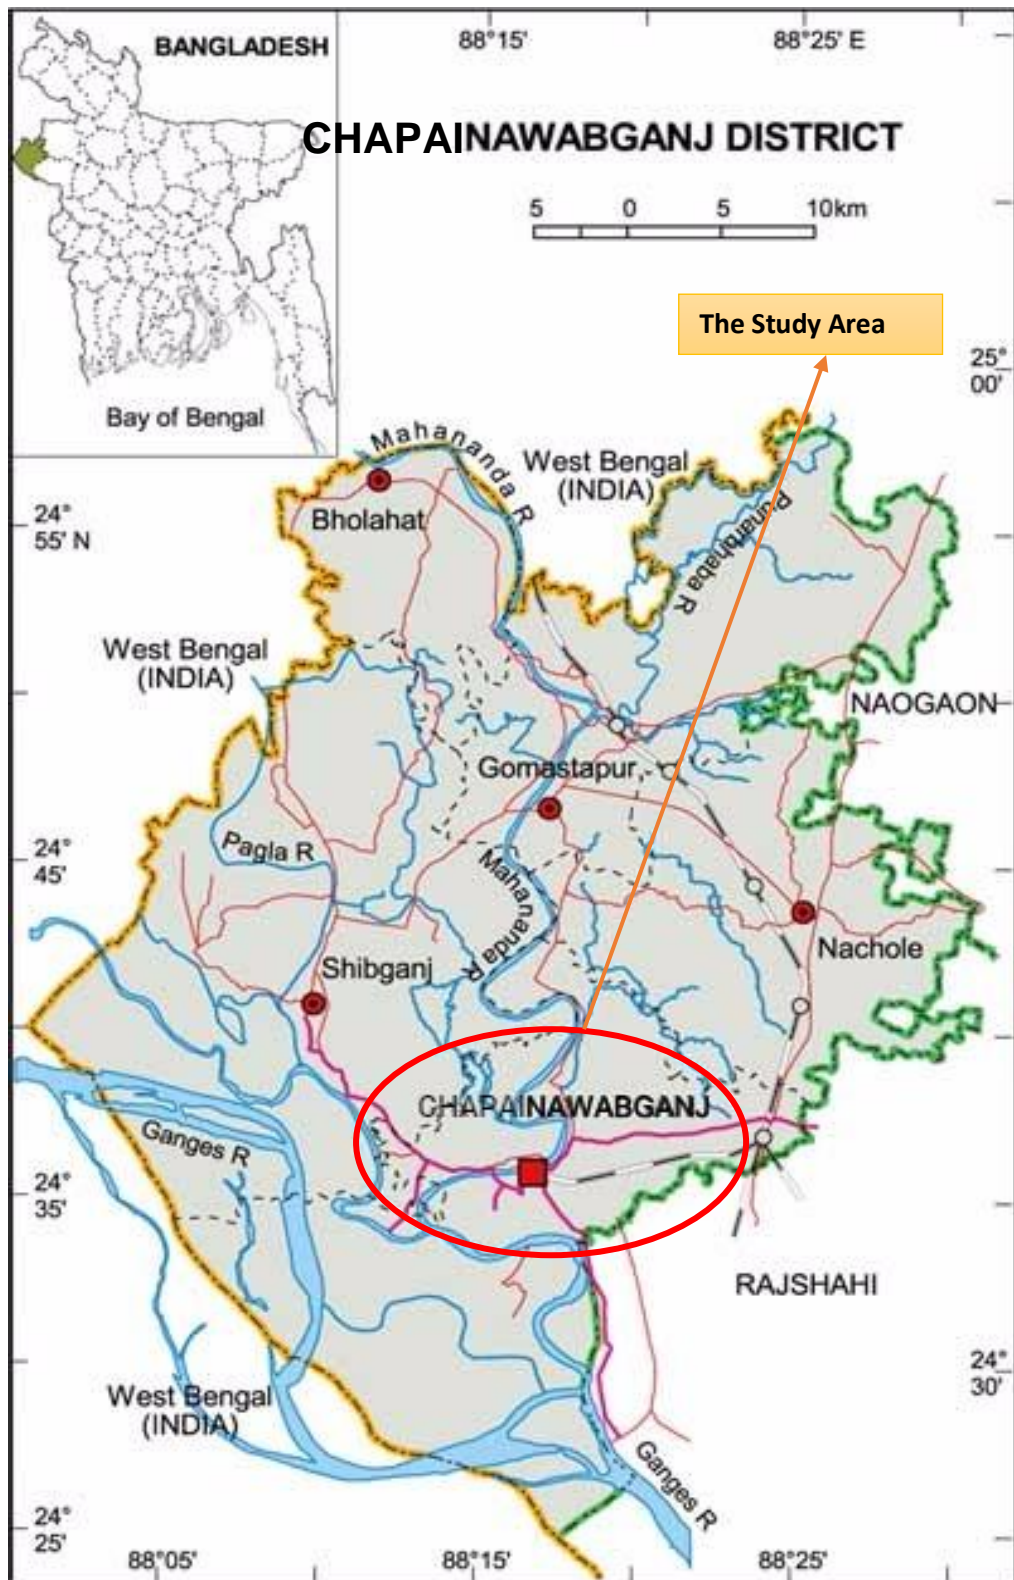 BANGLADESH
88°15'
88°25' E
CHAPAINAWABGANJ DISTRICT
5 0 5 10km
The Study Area
25°
00'
Bay of Bengal
Mahananda R
West Bengal
(INDIA)
Punarbhaba R
Bholahat
24°
55' N
West Bengal
(INDIA)
NAOGAON
Gomastapur
Pagla R
24°
45'
Mahananda R
Nachole
Shibganj
CHAPAINAWABGANJ
Ganges R
24°
35'
RAJSHAHI
24°
30'
West Bengal
(INDIA)
Ganges R
24°
25'
88°05'
88°15'
88°25'